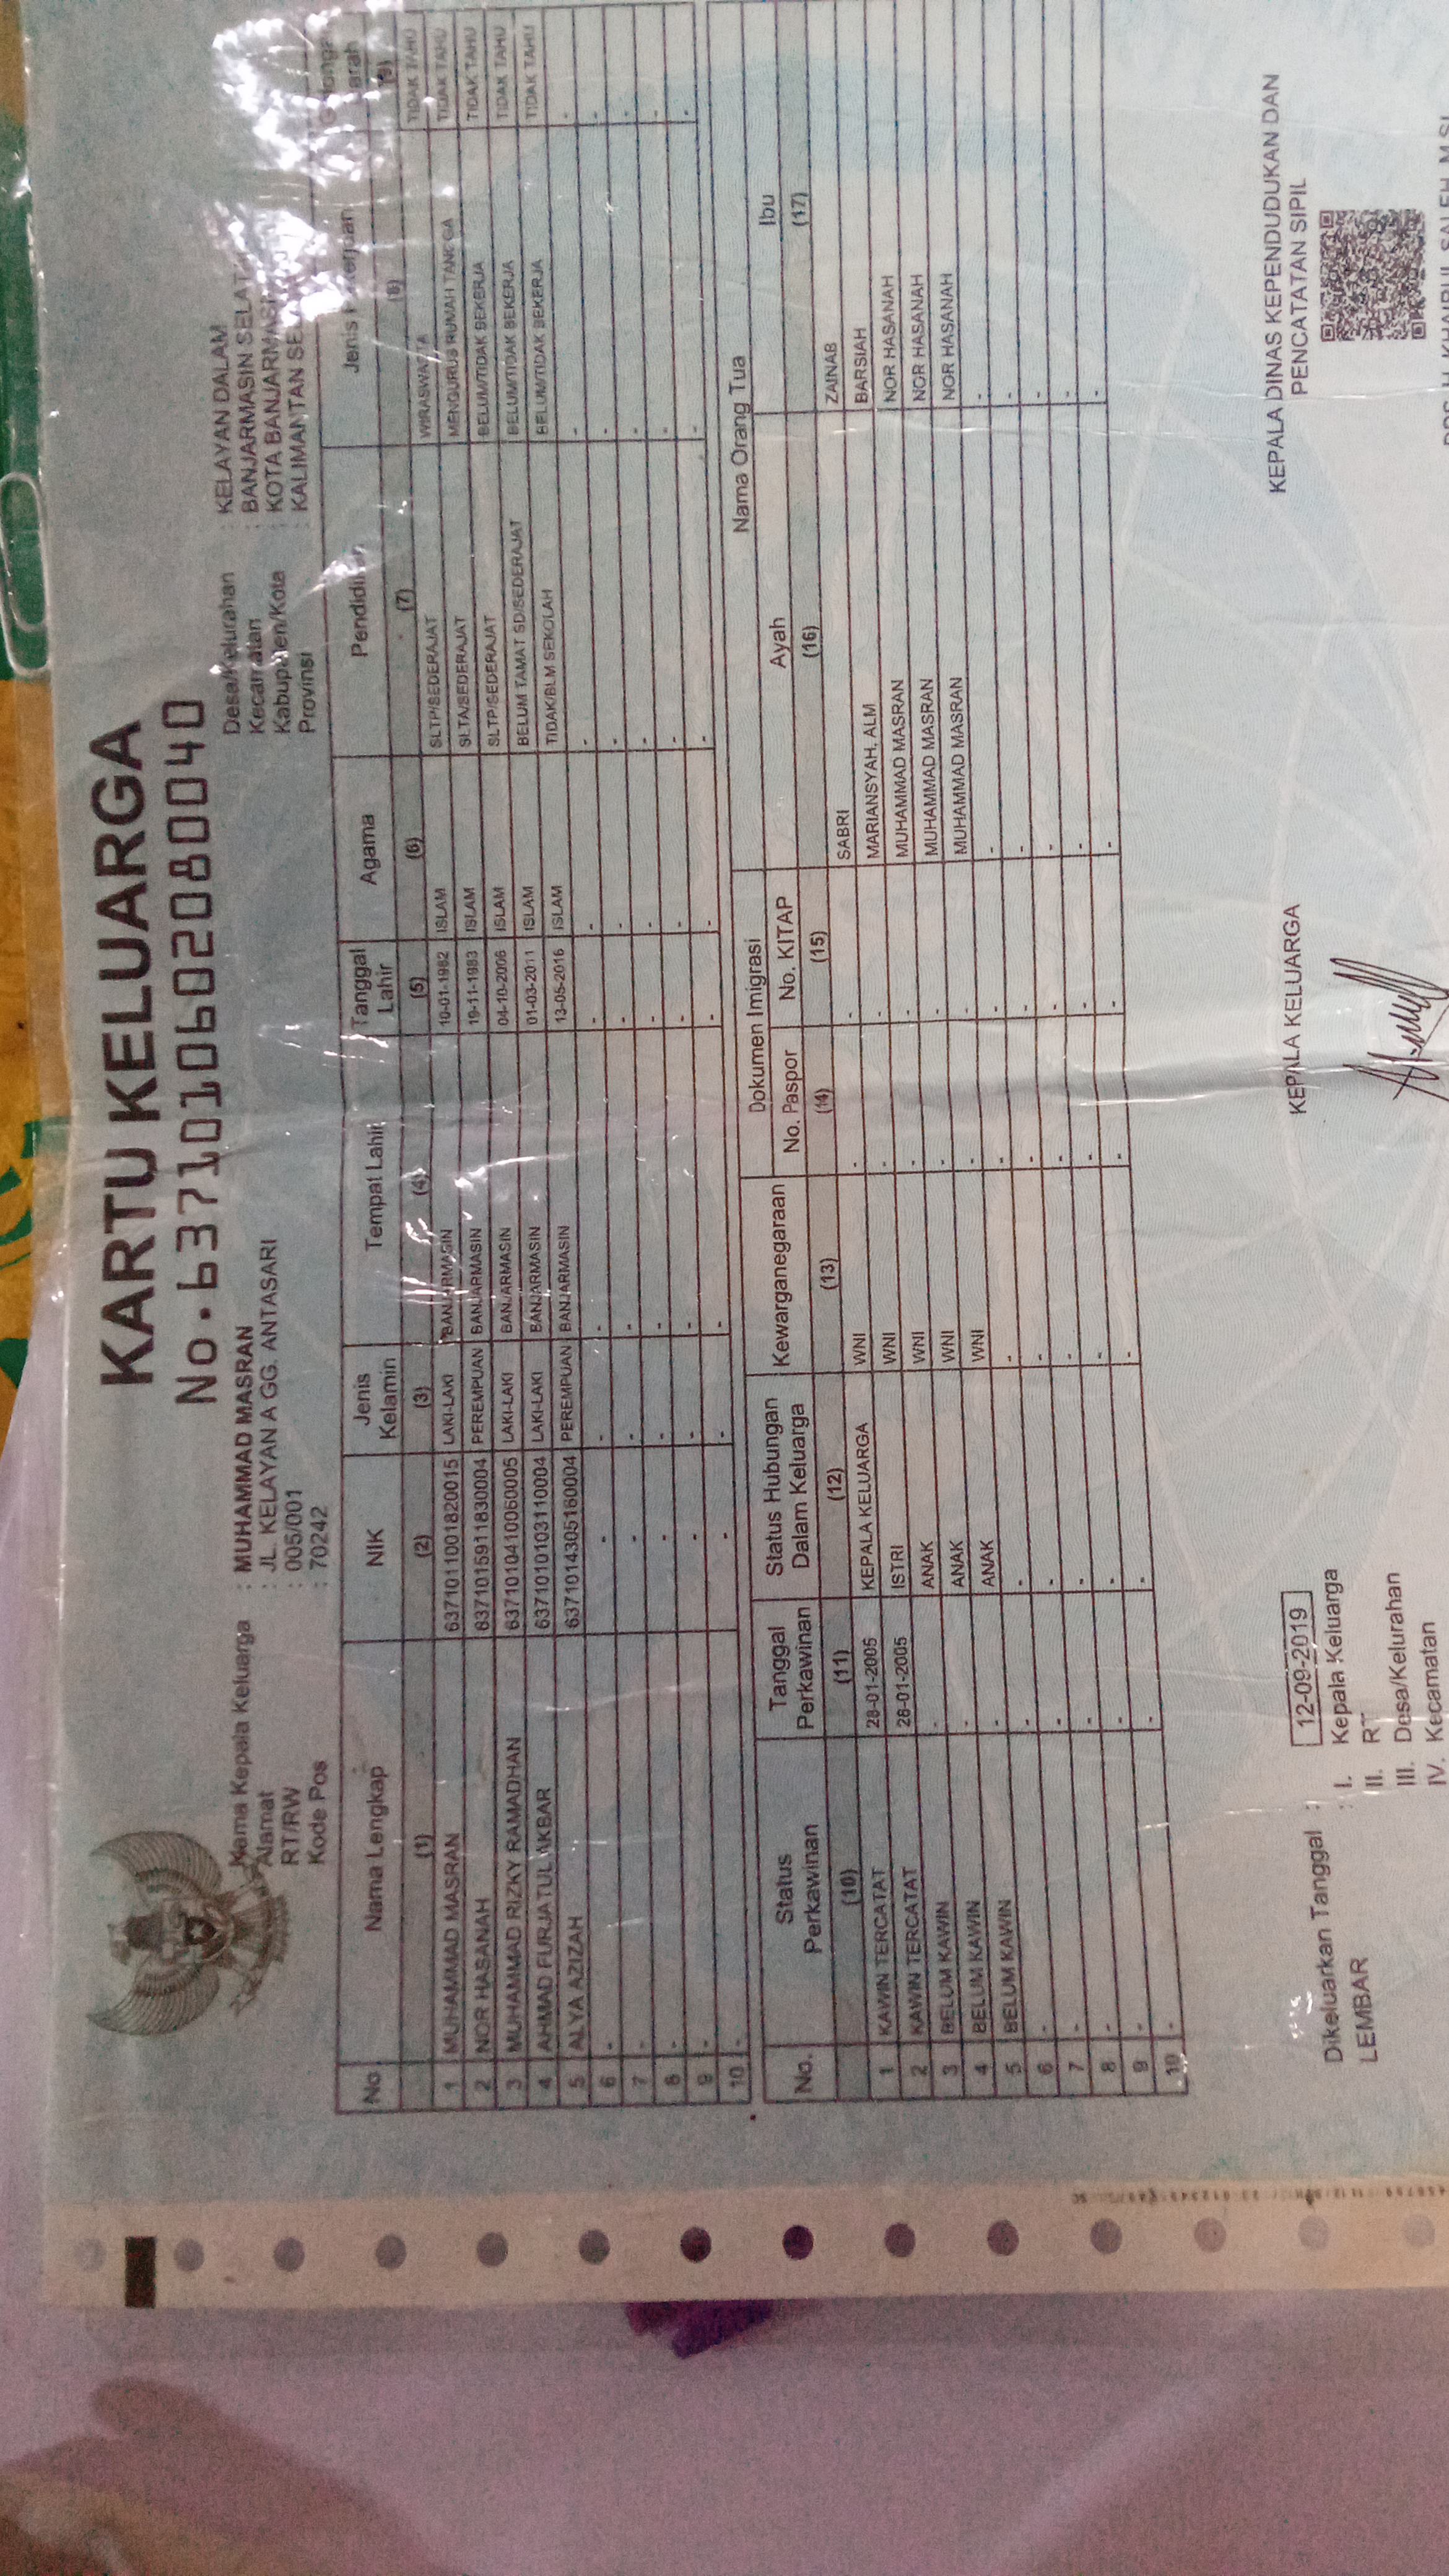 KARTU KELUARGA
No.6371010602080040
Nama Kepala Keluarga : MUHAMMAD MASRAN
Alamat : JL. KELAYAN A GG. ANTASARI
RT/RW : 005/001
Kode Pos : 70242
Desa/Kelurahan : KELAYAN DALAM
Kecamatan : BANJARMASIN
Kabupaten/Kota : KOTA
Provinsi : KALIMANTAN
No Nama Lengkap NIK Jenis Kelamin Tempat Lahir Tanggal Lahir Agama Jenis
(1) (2) (3) (4) (5) (6) (7) (8) (9)
1 MUHAMMAD MASRAN 6371011001820015 LAKI-LAKI BANJARMASIN 10-01-1982 ISLAM SLTP/SEDERAJAT WIRASWASTA TIDAK TAHU
2 NOR HASANAH 6371015911830004 PEREMPUAN BANJARMASIN 19-11-1983 ISLAM SLTA/SEDERAJAT MENGURUS RUMAH TANGGA TIDAK TAHU
3 MUHAMMAD RIZKY RAMADHAN 6371010410060005 LAKI-LAKI BANJARMASIN 04-10-2006 ISLAM SLTP/SEDERAJAT BELUM/TIDAK BEKERJA TIDAK TAHU
4 AHMAD FURJATUL AKBAR 6371010103110004 LAKI-LAKI BANJARMASIN 01-03-2011 ISLAM BELUM TAMAT SD/SEDERAJAT BELUM/TIDAK BEKERJA TIDAK TAHU
5 ALYA AZIZAH 6371014305160004 PEREMPUAN BANJARMASIN 13-05-2016 ISLAM TIDAK/BLM SEKOLAH BELUM/TIDAK BEKERJA TIDAK TAHU
6 - - - - - - - - -
7 - - - - - - - - -
8 - - - - - - - - -
9 - - - - - - - - -
10 - - - - - - - - -
No. Status Perkawinan Tanggal Perkawinan Status Hubungan Dalam Keluarga Kewarganegaraan Dokumen Imigrasi Nama Orang Tua
No. Paspor No. KITAP Ayah Ibu
(10) (11) (12) (13) (14) (15) (16) (17)
1 KAWIN TERCATAT 28-01-2005 KEPALA KELUARGA WNI - - SABRI ZAINAB
2 KAWIN TERCATAT 28-01-2005 ISTRI WNI - - MARIANSYAH, ALM BARSIAH
3 BELUM KAWIN - ANAK WNI - - MUHAMMAD MASRAN NOR HASANAH
4 BELUM KAWIN - ANAK WNI - - MUHAMMAD MASRAN NOR HASANAH
5 BELUM KAWIN - ANAK WNI - - MUHAMMAD MASRAN NOR HASANAH
6 - - - - - - - -
7 - - - - - - - -
8 - - - - - - - -
9 - - - - - - - -
10 - - - - - - - -
Dikeluarkan Tanggal : 12-09-2019
LEMBAR : I. Kepala Keluarga
II. RT
III. Desa/Kelurahan
IV. Kecamatan
KEPALA KELUARGA
KEPALA DINAS KEPENDUDUKAN DAN
PENCATATAN SIPIL